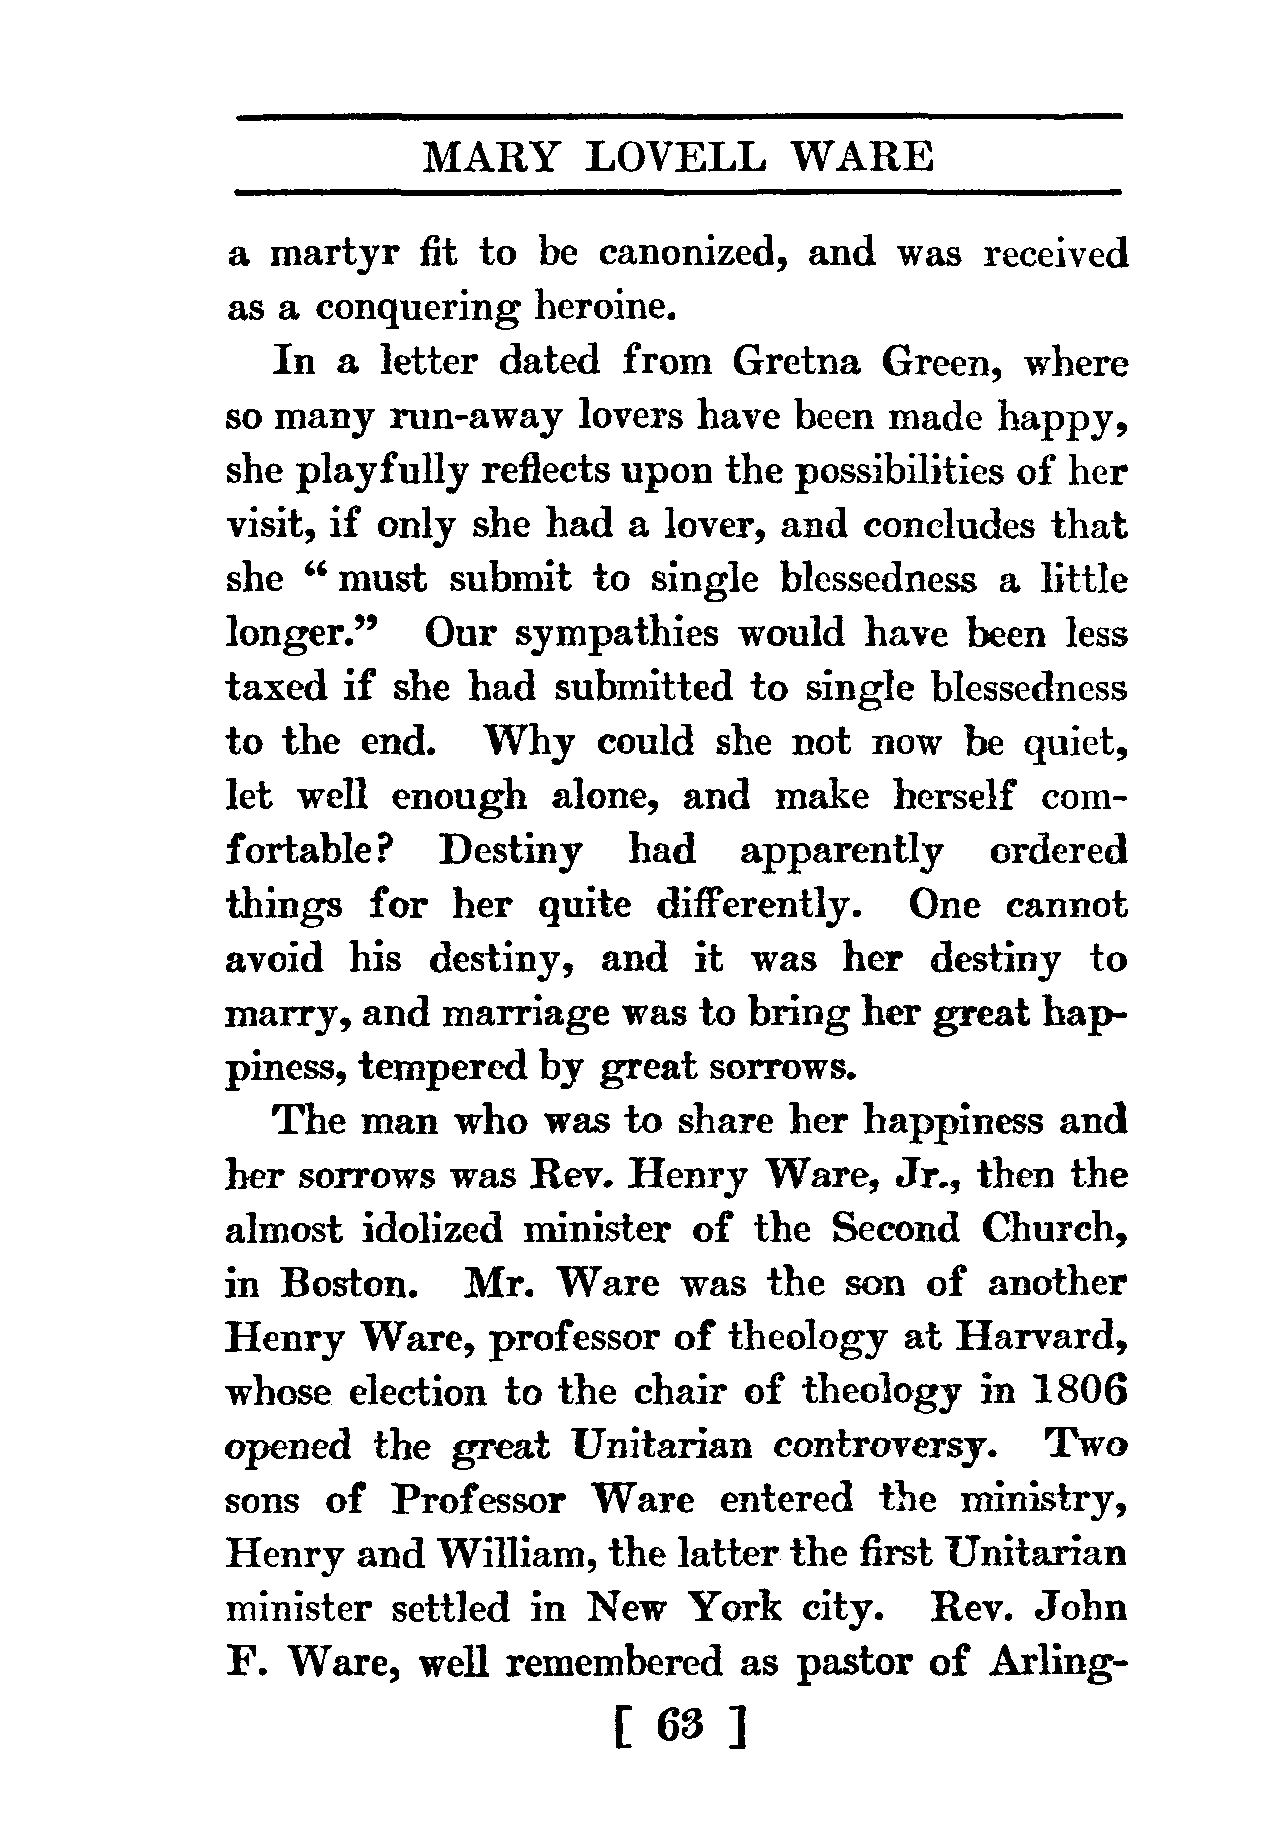 MARY LOVELL WARE
a martyr fit to be canonized, and was received
as a conquering heroine.
In a letter dated from Gretna Green, where
so many run-away lovers have been made happy,
she playfully reflects upon the possibilities of her
visit, if only she had a lover, and concludes that
she “ must submit to single blessedness a little
longer.” Our sympathies would have been less
taxed if she had submitted to single blessedness
to the end. Why could she not now be quiet,
let well enough alone, and make herself com-
fortable? Destiny had apparently ordered
things for her quite differently. One cannot
avoid his destiny, and it was her destiny to
marry, and marriage was to bring her great hap-
piness, tempered by great sorrows.
The man who was to share her happiness and
her sorrows was Rev. Henry Ware, Jr., then the
almost idolized minister of the Second Church,
in Boston. Mr. Ware was the son of another
Henry Ware, professor of theology at Harvard,
whose election to the chair of theology in 1806
opened the great Unitarian controversy. Two
sons of Professor Ware entered the ministry,
Henry and William, the latter the first Unitarian
minister settled in New York city. Rev. John
F. Ware, well remembered as pastor of Arling-
[ 63 ]